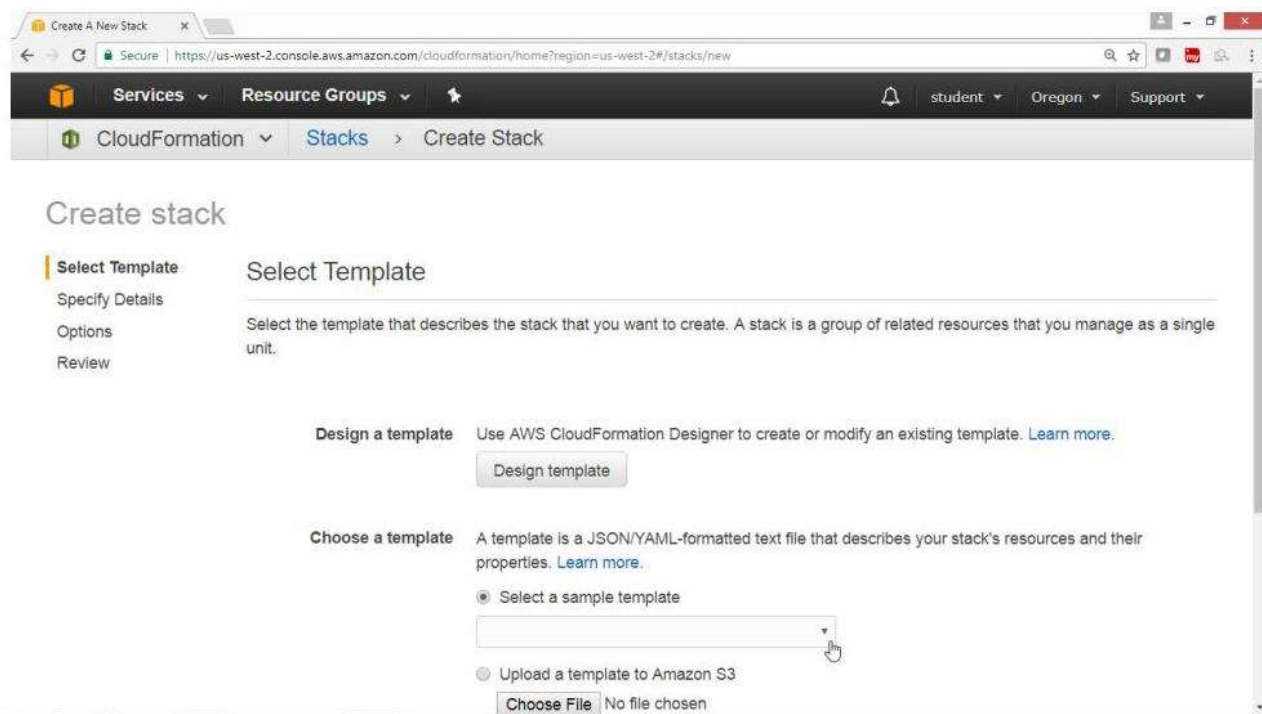 Create A New Stack
Secure | https://us-west-2.console.aws.amazon.com/cloudformation/home?region=us-west-2#/stacks/new
my
Services Resource Groups student Oregon Support
CloudFormation Stacks > Create Stack
Create stack
Select Template
Specify Details
Options
Review
Select Template
Select the template that describes the stack that you want to create. A stack is a group of related resources that you manage as a single
unit.
Design a template Use AWS CloudFormation Designer to create or modify an existing template. Learn more.
Design template
Choose a template A template is a JSON/YAML-formatted text file that describes your stack's resources and their
properties. Learn more.
Select a sample template
Upload a template to Amazon S3
Choose File No file chosen